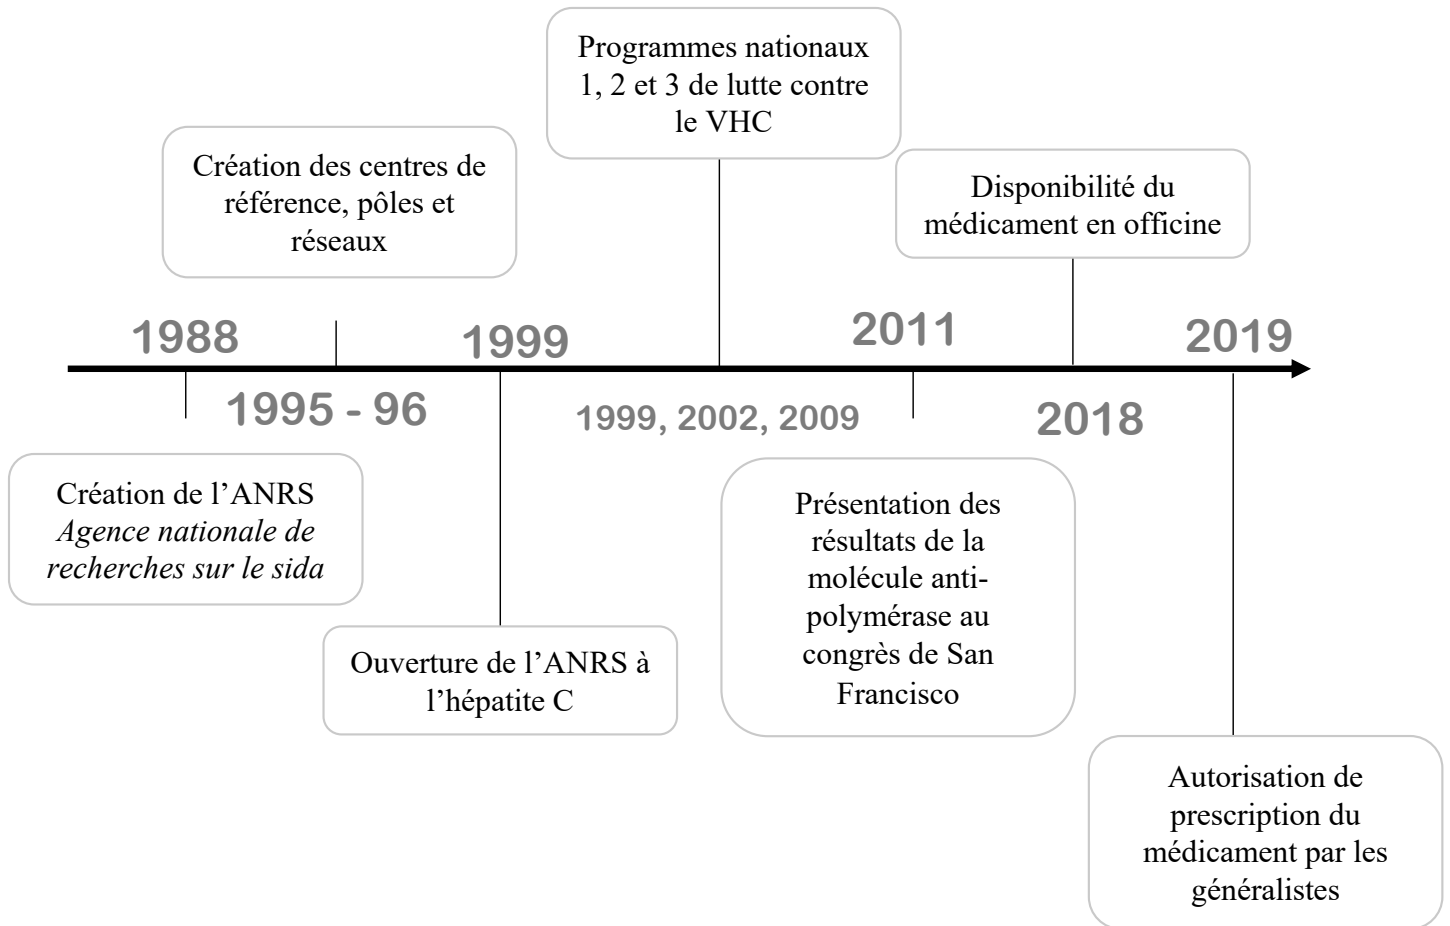 Programmes nationaux
1, 2 et 3 de lutte contre
le VHC
Création des centres de
référence, pôles et
réseaux
Disponibilité du
médicament en officine
1988
1999
2011
2019
1995 - 96
1999, 2002, 2009
2018
Création de l’ANRS
Agence nationale de
recherches sur le sida
Présentation des
résultats de la
molécule anti-
polymérase au
congrès de San
Francisco
Ouverture de l’ANRS à
l’hépatite C
Autorisation de
prescription du
médicament par les
généralistes